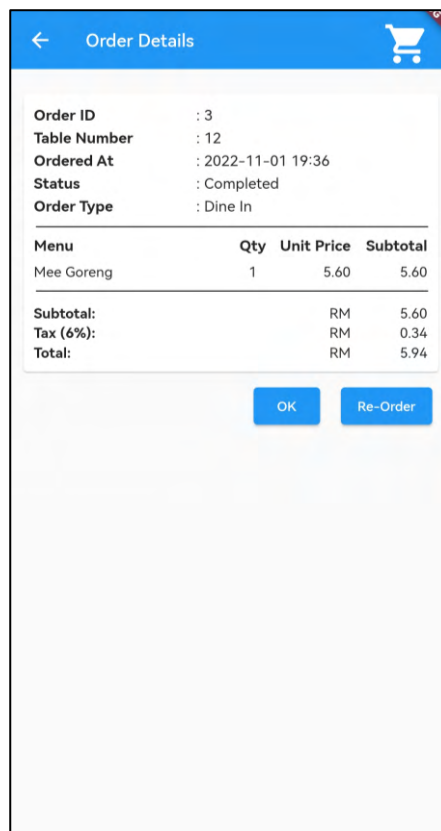 Order Details
Order ID : 3
Table Number : 12
Ordered At : 2022-11-01 19:36
Status : Completed
Order Type : Dine In
Menu Qty Unit Price Subtotal
Mee Goreng 1 5.60 5.60
Subtotal: RM 5.60
Tax (6%): RM 0.34
Total: RM 5.94
OK Re-Order